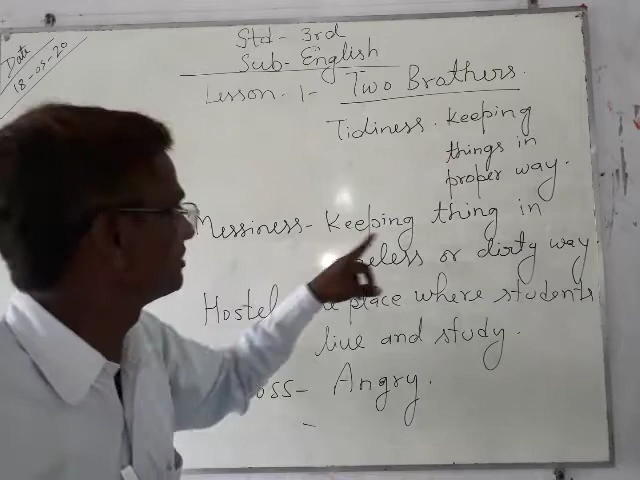 Date
18-05-20
Std- 3rd
Sub- English
Lesson. 1- Two Brothers.
Tidiness. Keeping
things in
proper way.
Messiness- Keeping thing in
or dirty way.
Hostel place where students
live and study.
Angry.